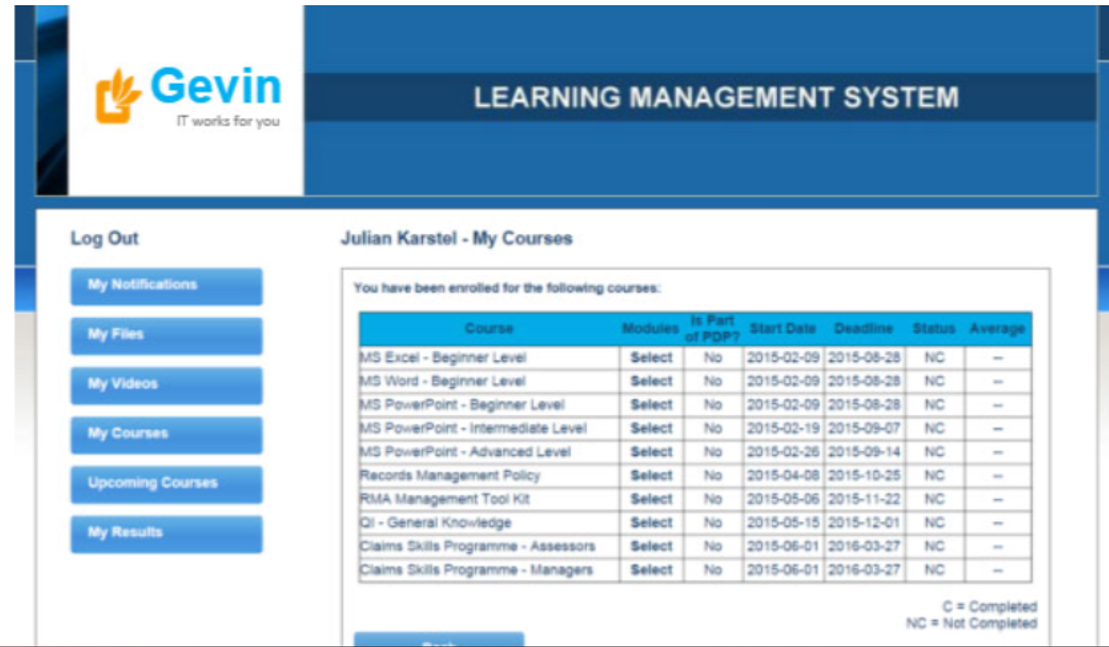 Gevin
IT works for you
LEARNING MANAGEMENT SYSTEM
Log Out
My Notifications
My Files
My Videos
My Courses
Upcoming Courses
My Results
Julian Karstel - My Courses
You have been enrolled for the following courses:
Course Modules Is Part of PDP? Start Date Deadline Status Average
MS Excel - Beginner Level Select No 2015-02-09 2015-08-28 NC --
MS Word - Beginner Level Select No 2015-02-09 2015-08-28 NC --
MS PowerPoint - Beginner Level Select No 2015-02-09 2015-08-28 NC --
MS PowerPoint - Intermediate Level Select No 2015-02-19 2015-09-07 NC --
MS PowerPoint - Advanced Level Select No 2015-02-26 2015-09-14 NC --
Records Management Policy Select No 2015-04-08 2015-10-25 NC --
RMA Management Tool Kit Select No 2015-05-06 2015-11-22 NC --
QI - General Knowledge Select No 2015-05-15 2015-12-01 NC --
Claims Skills Programme - Assessors Select No 2015-06-01 2016-03-27 NC --
Claims Skills Programme - Managers Select No 2015-06-01 2016-03-27 NC --
C = Completed
NC = Not Completed